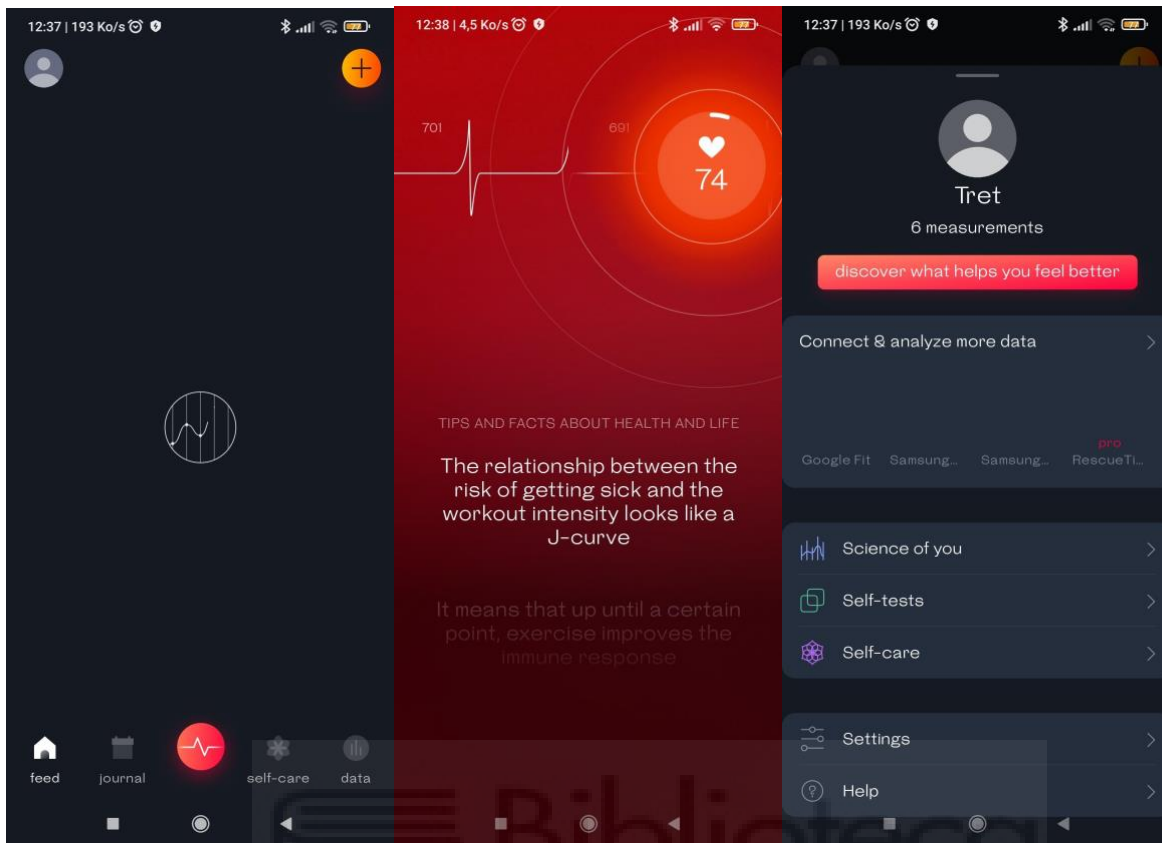 12:37 | 193 Ko/s
77
feed
journal
self-care
data
12:38 | 4,5 Ko/s
77
701
691
74
TIPS AND FACTS ABOUT HEALTH AND LIFE
The relationship between the
risk of getting sick and the
workout intensity looks like a
J-curve
It means that up until a certain
point, exercise improves the
immune response
12:37 | 193 Ko/s
77
Tret
6 measurements
discover what helps you feel better
Connect & analyze more data
pro
Google Fit
Samsung...
Samsung...
RescueTi...
Science of you
Self-tests
Self-care
Settings
Help
Biblioteca